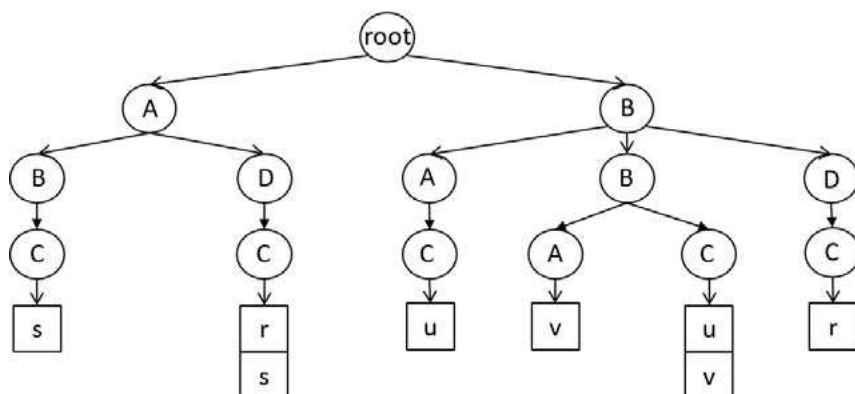 root
A B
B D A B D
C C C A C C
s r u v u r
s v